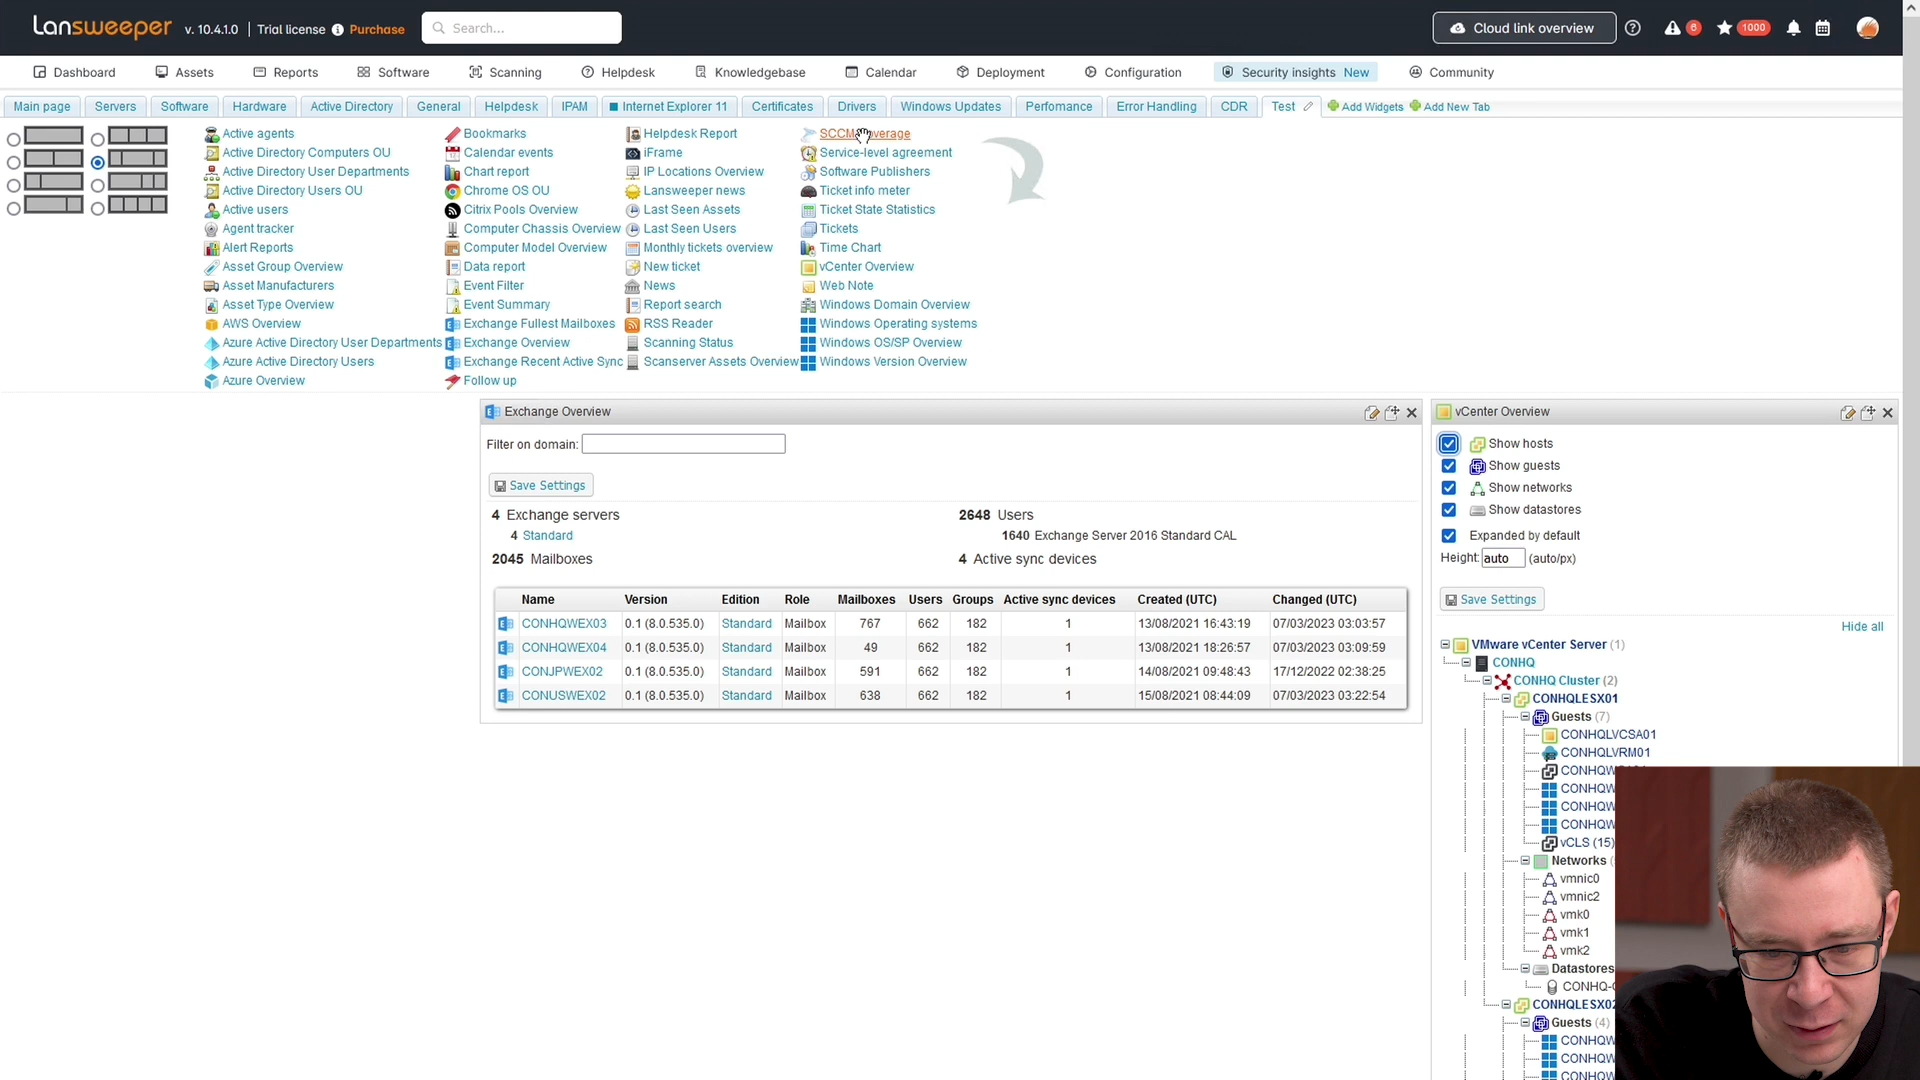 Lansweeper v. 10.4.1.0 Trial license Purchase Search... Cloud link overview 6 1000
Dashboard Assets Reports Software Scanning Helpdesk Knowledgebase Calendar Deployment Configuration Security insights New Community
Main page Servers Software Hardware Active Directory General Helpdesk IPAM Internet Explorer 11 Certificates Drivers Windows Updates Perfomance Error Handling CDR Test Add Widgets Add New Tab
Active agents
Active Directory Computers OU
Active Directory User Departments
Active Directory Users OU
Active users
Agent tracker
Alert Reports
Asset Group Overview
Asset Manufacturers
Asset Type Overview
AWS Overview
Azure Active Directory User Departments
Azure Active Directory Users
Azure Overview
Bookmarks
Calendar events
Chart report
Chrome OS OU
Citrix Pools Overview
Computer Chassis Overview
Computer Model Overview
Data report
Event Filter
Event Summary
Exchange Fullest Mailboxes
Exchange Overview
Exchange Recent Active Sync
Follow up
Helpdesk Report
iFrame
IP Locations Overview
Lansweeper news
Last Seen Assets
Last Seen Users
Monthly tickets overview
New ticket
News
Report search
RSS Reader
Scanning Status
Scanserver Assets Overview
SCCM
Service-level agreement
Software Publishers
Ticket info meter
Ticket State Statistics
Tickets
Time Chart
vCenter Overview
Web Note
Windows Domain Overview
Windows Operating systems
Windows OS/SP Overview
Windows Version Overview
Exchange Overview
Filter on domain:
Save Settings
4 Exchange servers
4 Standard
2045 Mailboxes
2648 Users
1640 Exchange Server 2016 Standard CAL
4 Active sync devices
Name Version Edition Role Mailboxes Users Groups Active sync devices Created (UTC) Changed (UTC)
CONHQWEX03 0.1 (8.0.535.0) Standard Mailbox 767 662 182 1 13/08/2021 16:43:19 07/03/2023 03:03:57
CONHQWEX04 0.1 (8.0.535.0) Standard Mailbox 49 662 182 1 13/08/2021 18:26:57 07/03/2023 03:09:59
CONJPWEX02 0.1 (8.0.535.0) Standard Mailbox 591 662 182 1 14/08/2021 09:48:43 17/12/2022 02:38:25
CONUSWEX02 0.1 (8.0.535.0) Standard Mailbox 638 662 182 1 15/08/2021 08:44:09 07/03/2023 03:22:54
vCenter Overview
Show hosts
Show guests
Show networks
Show datastores
Expanded by default
Height: auto (auto/px)
Save Settings
Hide all
VMware vCenter Server (1)
CONHQ
CONHQ Cluster (2)
CONHQLESX01
Guests (7)
CONHQLVCSA01
CONHQLVRM01
CONHQW
CONHQW
CONHQW
CONHQW
vCLS (15)
Networks
vmnic0
vmnic2
vmk0
vmk1
vmk2
Datastores
CONHQ-
CONHQLESX02
Guests (4)
CONHQW
CONHQW